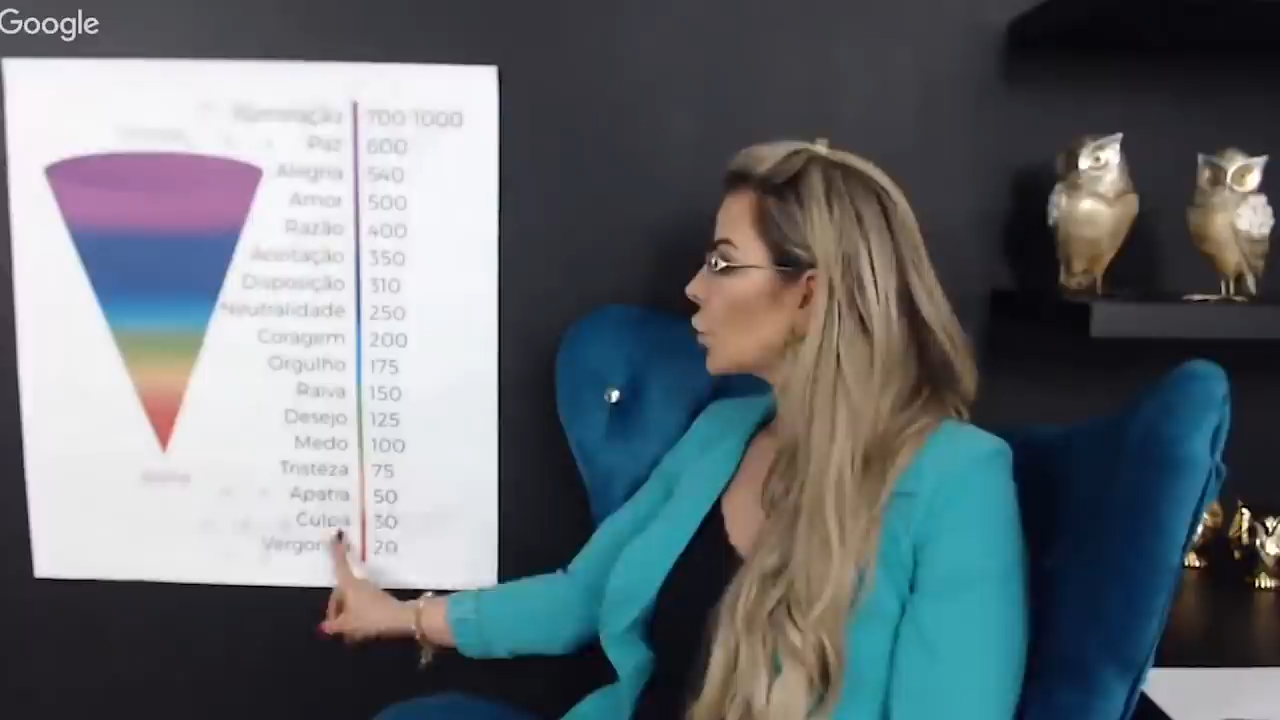 Google
Iluminação 700 1000
Paz 600
Alegria 540
Amor 500
Razão 400
Aceitação 350
Disposição 310
Neutralidade 250
Coragem 200
Orgulho 175
Raiva 150
Desejo 125
Medo 100
Tristeza 75
Apatia 50
Culpa 30
20